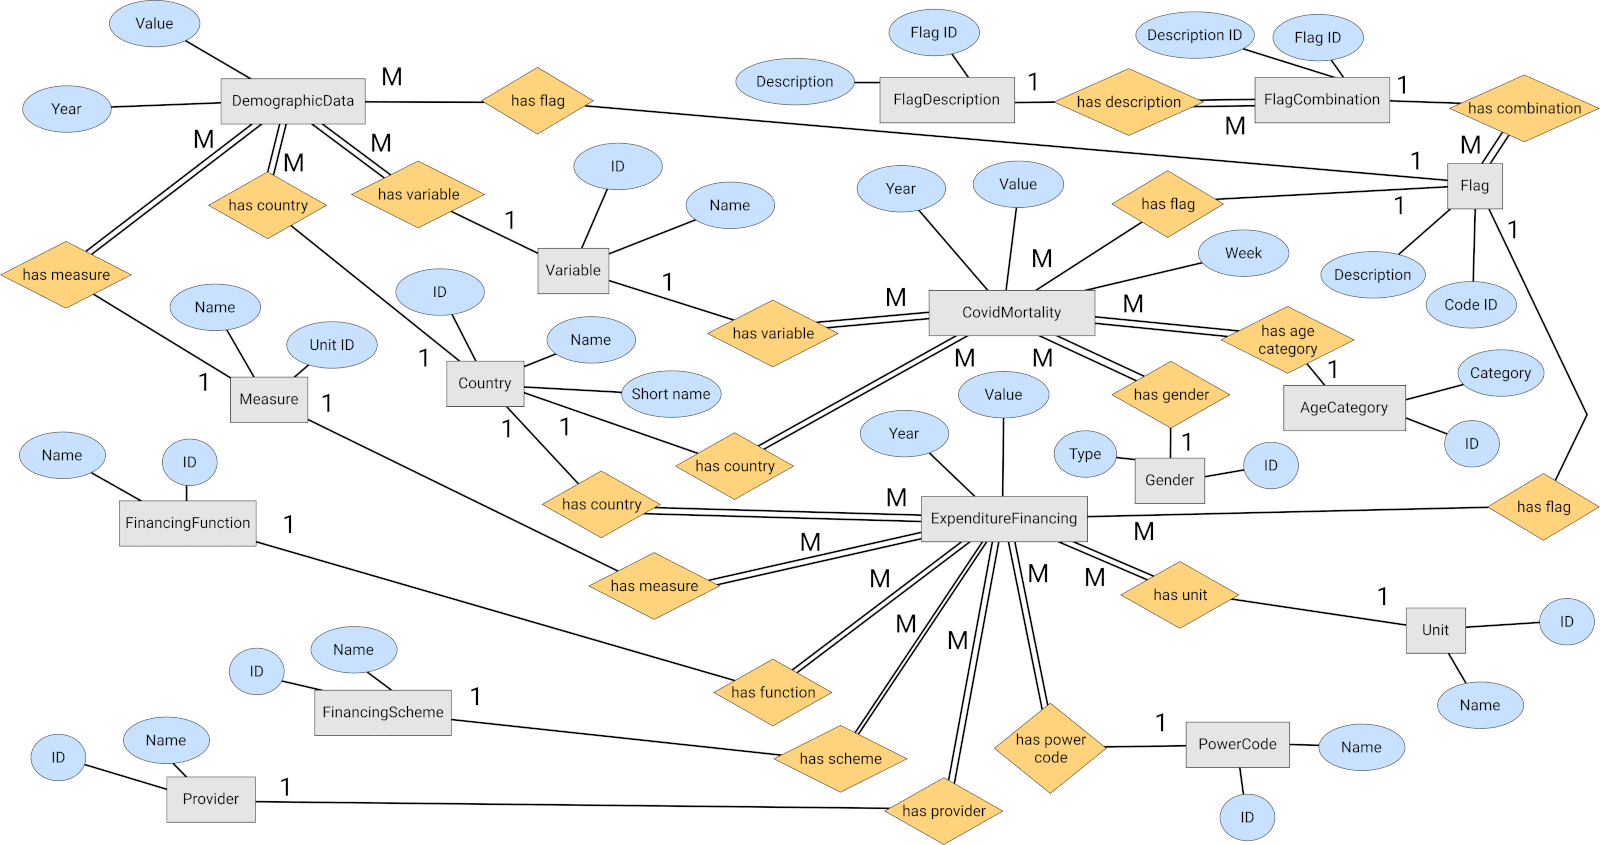 Value
Flag ID
Description ID
Flag ID
M
Description
1
1
Year
DemographicData
has flag
FlagDescription
has description
FlagCombination
has combination
M
M
M
M
M
1
ID
Flag
has country
has variable
Name
Year
Value
has flag
1
1
1
M
Week
has measure
Variable
1
Description
Code ID
ID
M
CovidMortality
M
Name
has variable
has age
category
Unit ID
Name
1
M
M
1
Category
1
Country
Short name
Value
has gender
Measure
1
AgeCategory
1
1
Year
1
ID
Name
ID
has country
Type
ID
Gender
M
has country
ExpenditureFinancing
has flag
FinancingFunction
1
M
M
M
M
M
has measure
has unit
1
M
M
Unit
ID
Name
ID
has function
Name
FinancingScheme
1
1
Name
ID
has scheme
has power
code
PowerCode
Name
Provider
1
has provider
ID